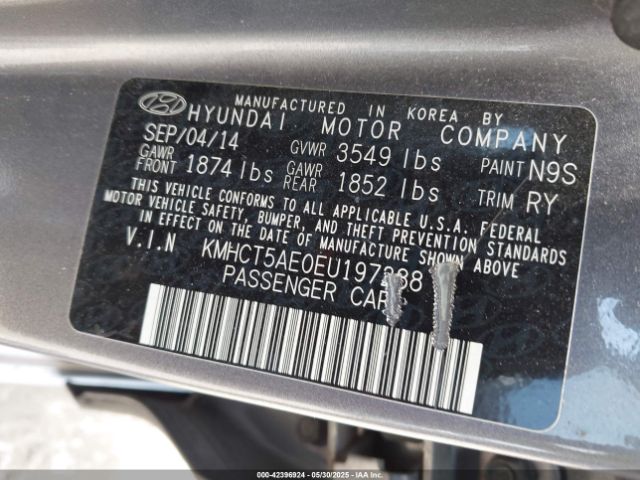 MANUFACTURED IN KOREA BY
HYUNDAI MOTOR COMPANY
SEP/04/14 GVWR 3549 lbs PAINT N9S
GAWR FRONT 1874 lbs GAWR REAR 1852 lbs TRIM RY
THIS VEHICLE CONFORMS TO ALL APPLICABLE U.S.A. FEDERAL
MOTOR VEHICLE SAFETY, BUMPER, AND THEFT PREVENTION STANDARDS
IN EFFECT ON THE DATE OF MANUFACTURE SHOWN ABOVE.
V.I.N
PASSENGER CAR
000-42396924 - 05/30/2025 - IAAI.COM